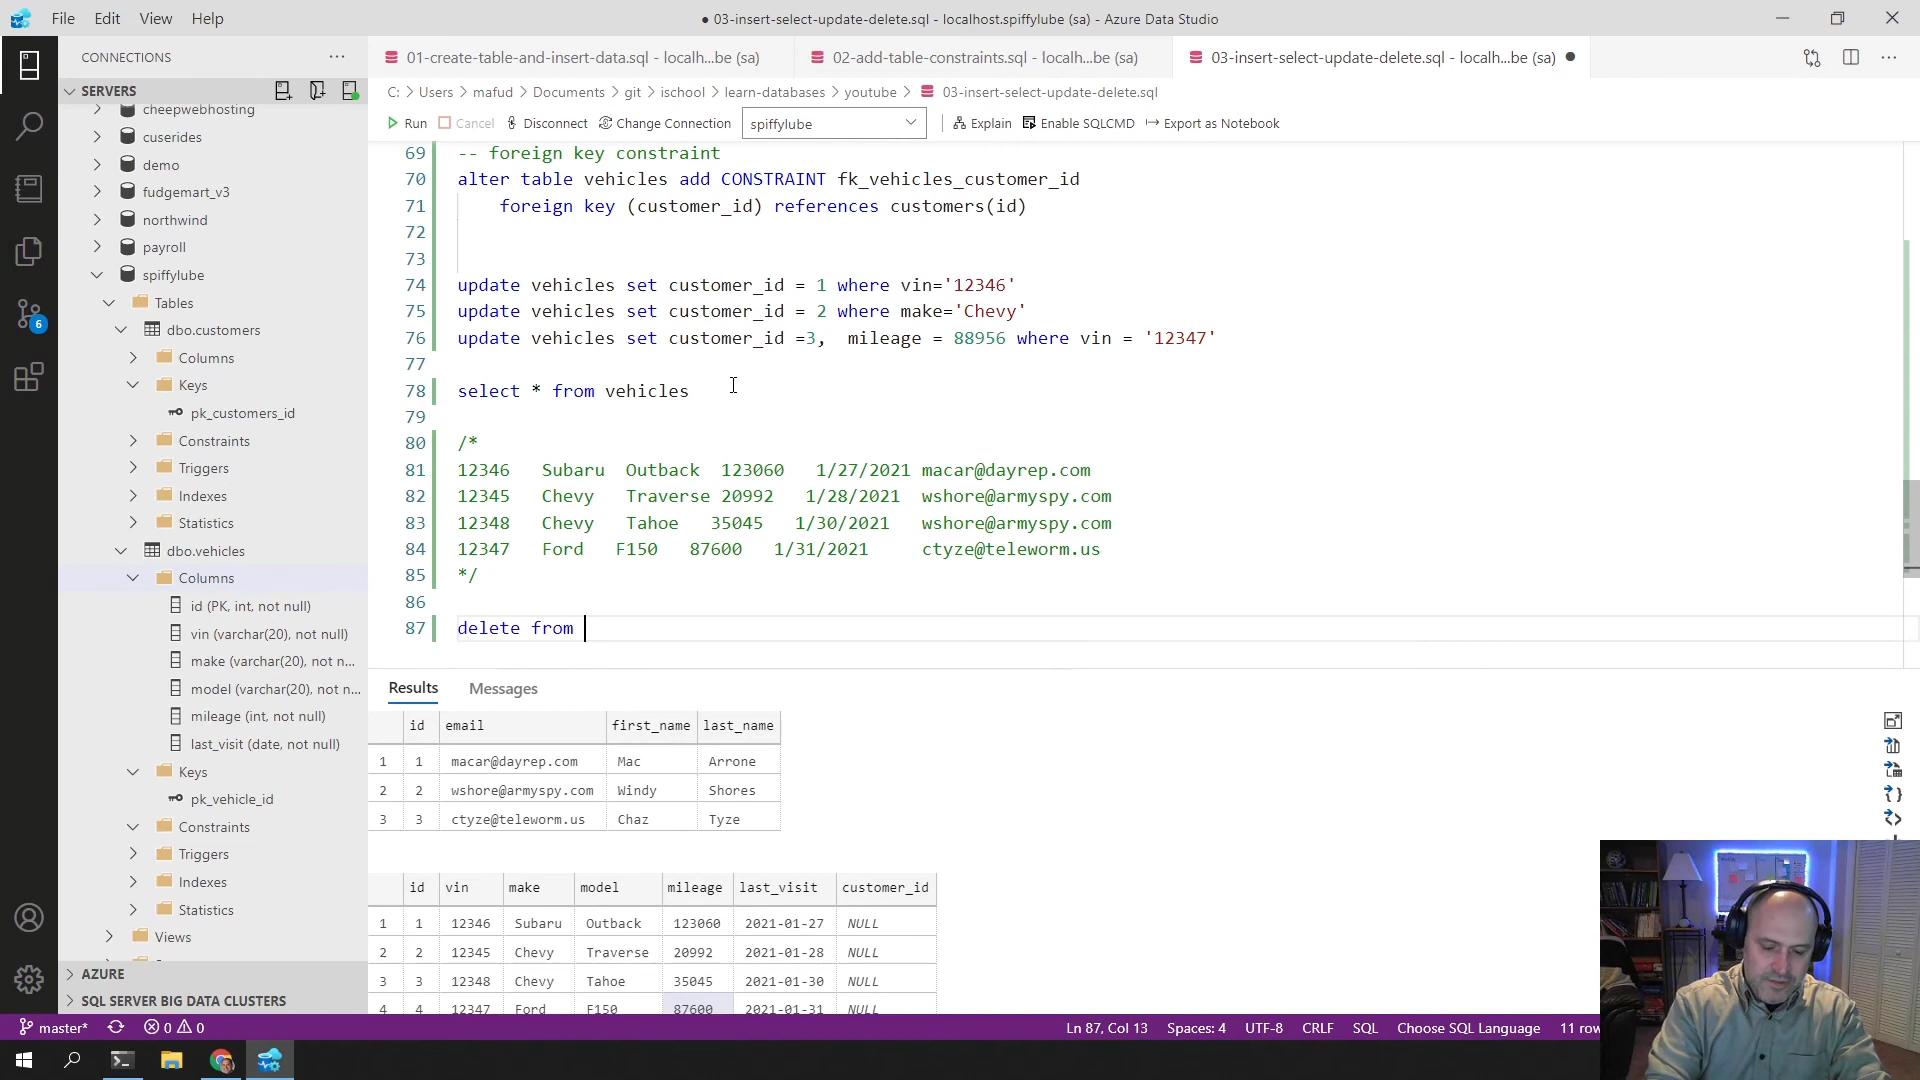 File Edit View Help
● 03-insert-select-update-delete.sql - localhost.spiffylube (sa) - Azure Data Studio
CONNECTIONS
01-create-table-and-insert-data.sql - localh...be (sa)
02-add-table-constraints.sql - localh...be (sa)
03-insert-select-update-delete.sql - localh...be (sa)
SERVERS
C: > Users > mafud > Documents > git > ischool > learn-databases > youtube > 03-insert-select-update-delete.sql
Run Cancel Disconnect Change Connection spiffylube Explain Enable SQLCMD Export as Notebook
cheepwebhosting
cuserides
demo
fudgemart_v3
northwind
payroll
spiffylube
Tables
dbo.customers
Columns
Keys
pk_customers_id
Constraints
Triggers
Indexes
Statistics
dbo.vehicles
Columns
id (PK, int, not null)
vin (varchar(20), not null)
make (varchar(20), not n...
model (varchar(20), not n...
mileage (int, not null)
last_visit (date, not null)
Keys
pk_vehicle_id
Constraints
Triggers
Indexes
Statistics
Views
AZURE
SQL SERVER BIG DATA CLUSTERS
6
69 -- foreign key constraint
70 alter table vehicles add CONSTRAINT fk_vehicles_customer_id
71 foreign key (customer_id) references customers(id)
72
73
74 update vehicles set customer_id = 1 where vin='12346'
75 update vehicles set customer_id = 2 where make='Chevy'
76 update vehicles set customer_id =3, mileage = 88956 where vin = '12347'
77
78 select * from vehicles
79
80 /*
81 12346 Subaru Outback 123060 1/27/2021 macar@dayrep.com
82 12345 Chevy Traverse 20992 1/28/2021 wshore@armyspy.com
83 12348 Chevy Tahoe 35045 1/30/2021 wshore@armyspy.com
84 12347 Ford F150 87600 1/31/2021 ctyze@teleworm.us
85 */
86
87 delete from
Results Messages
id email first_name last_name
1 1 macar@dayrep.com Mac Arrone
2 2 wshore@armyspy.com Windy Shores
3 3 ctyze@teleworm.us Chaz Tyze
id vin make model mileage last_visit customer_id
1 1 12346 Subaru Outback 123060 2021-01-27 NULL
2 2 12345 Chevy Traverse 20992 2021-01-28 NULL
3 3 12348 Chevy Tahoe 35045 2021-01-30 NULL
4 4 12347 Ford F150 87600 2021-01-31 NULL
master* 0 0 Ln 87, Col 13 Spaces: 4 UTF-8 CRLF SQL Choose SQL Language 11 row